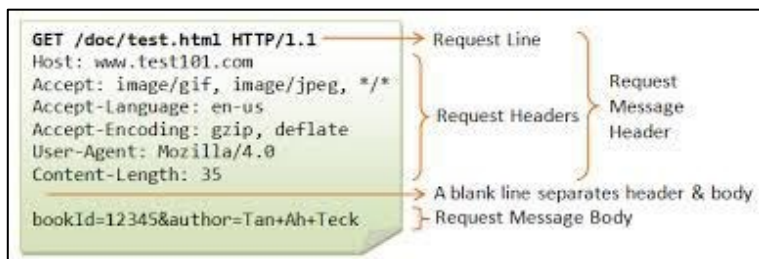 GET /doc/test.html HTTP/1.1
Host: www.test101.com
Accept: image/gif, image/jpeg, */*
Accept-Language: en-us
Accept-Encoding: gzip, deflate
User-Agent: Mozilla/4.0
Content-Length: 35
bookId=12345&author=Tan+Ah+Teck
Request Line
Request Headers
Request
Message
Header
A blank line separates header & body
Request Message Body